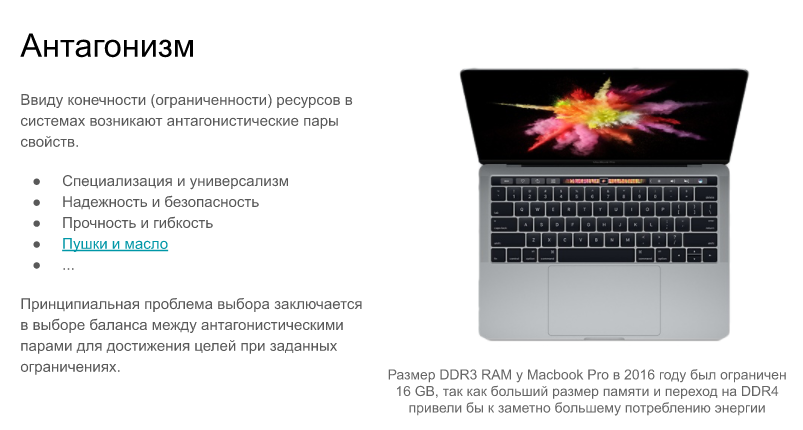 Антагонизм
Ввиду конечности (ограниченности) ресурсов в
системах возникают антагонистические пары
свойств.
● Специализация и универсализм
● Надежность и безопасность
● Прочность и гибкость
● Пушки и масло
● ...
Принципиальная проблема выбора заключается
в выборе баланса между антагонистическими
парами для достижения целей при заданных
ограничениях.
Размер DDR3 RAM у Macbook Pro в 2016 году был ограничен
16 GB, так как больший размер памяти и переход на DDR4
привели бы к заметно большему потреблению энергии